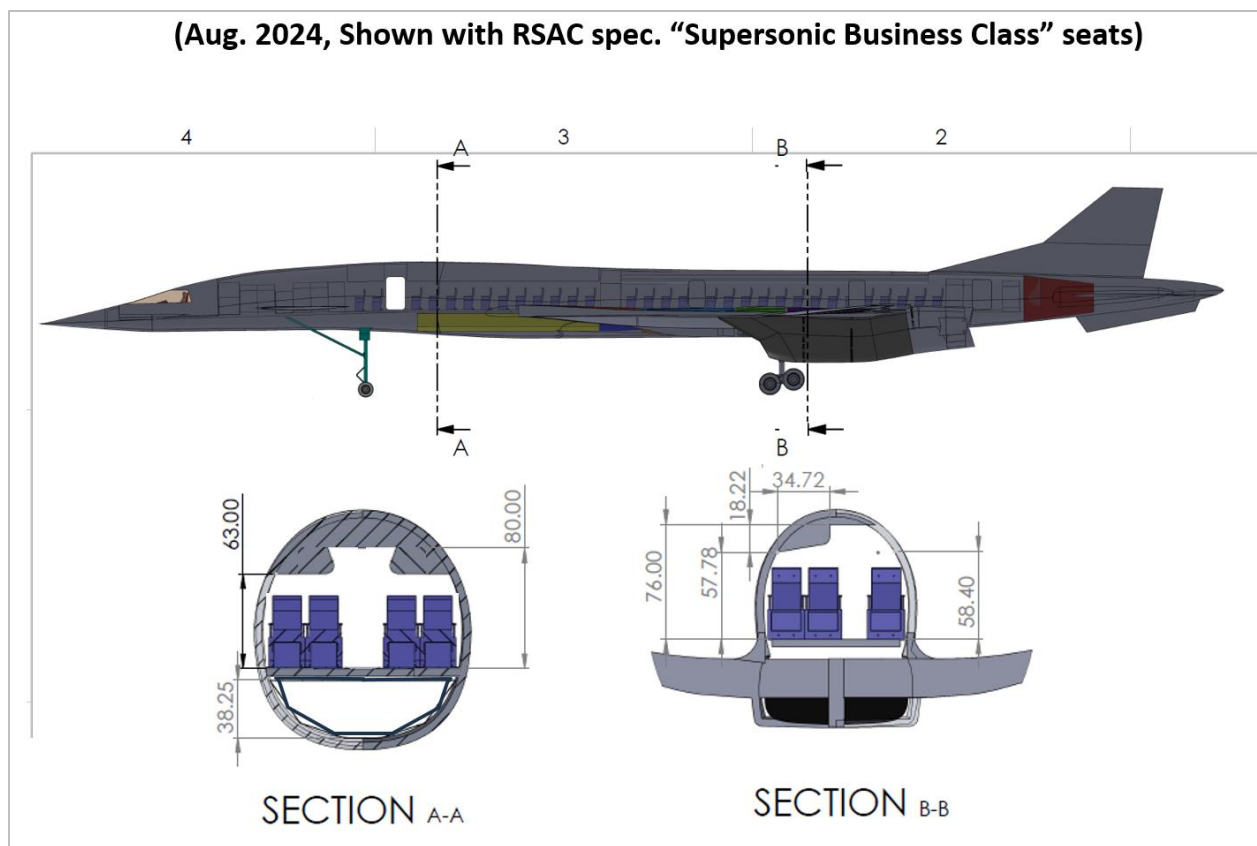 (Aug. 2024, Shown with RSAC spec. “Supersonic Business Class” seats)
4 3 2
A B
A B
63.00
80.00
38.25
34.72
18.22
76.00
57.78
58.40
SECTION A-A
SECTION B-B